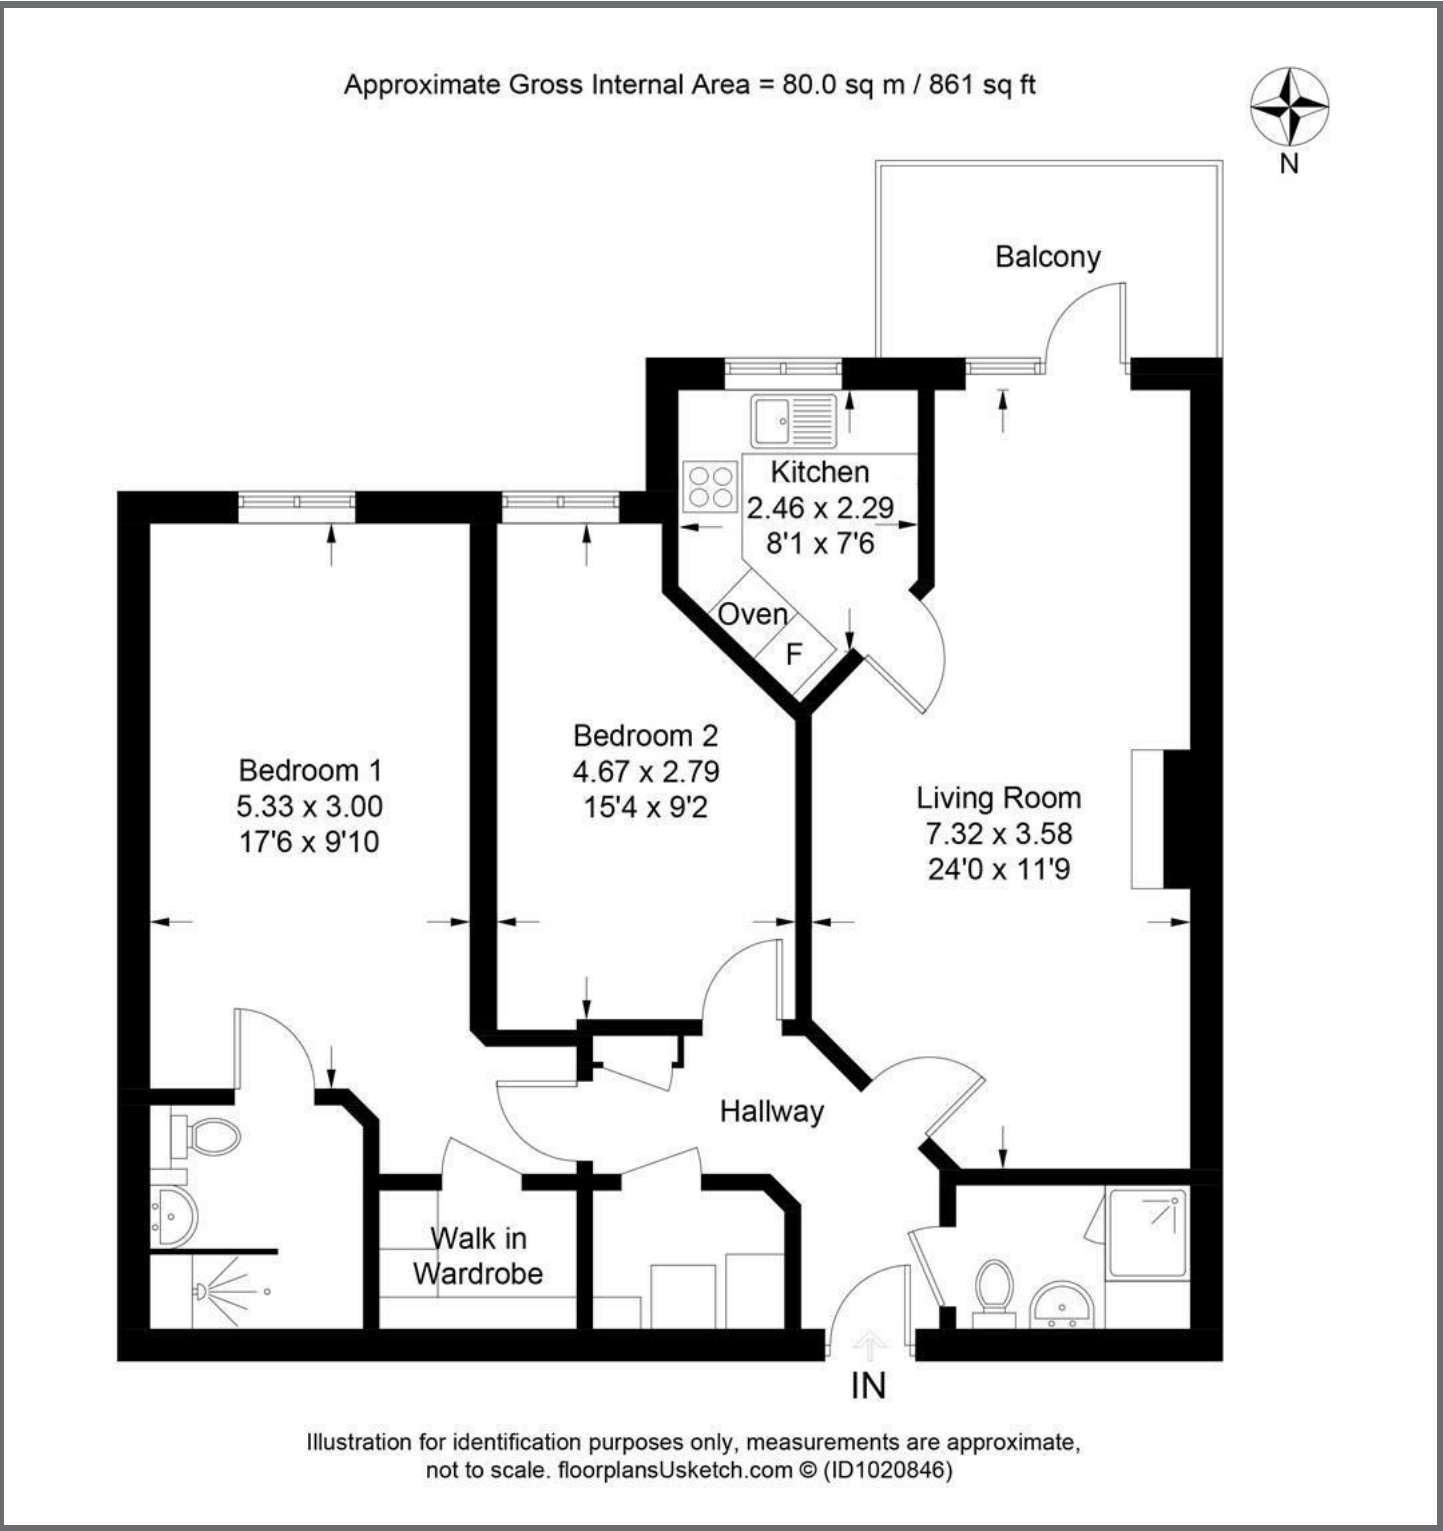 Approximate Gross Internal Area = 80.0 sq m / 861 sq ft
N
Balcony
Kitchen
2.46 x 2.29
8'1 x 7'6
Oven
F
Bedroom 2
4.67 x 2.79
15'4 x 9'2
Bedroom 1
5.33 x 3.00
17'6 x 9'10
Living Room
7.32 x 3.58
24'0 x 11'9
Hallway
Walk in
Wardrobe
IN
Illustration for identification purposes only, measurements are approximate,
not to scale. floorplansUsketch.com © (ID1020846)